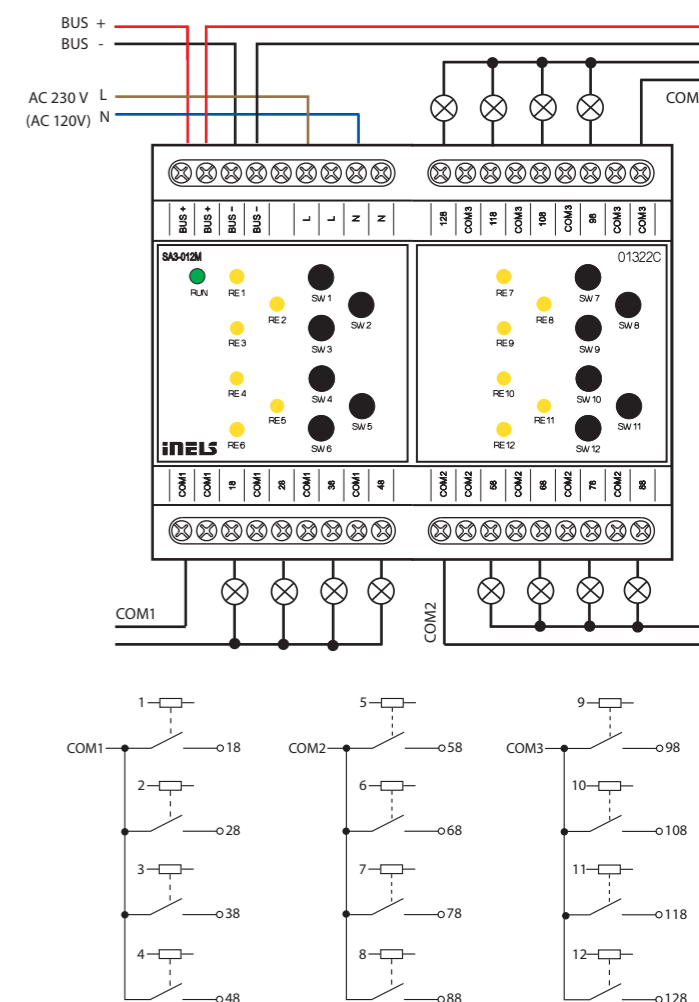 BUS +
BUS -
AC 230 V L
(AC 120V) N
COM
BUS + BUS + BUS - BUS - L L N N
128 COM3 118 COM3 108 COM3 98 COM3 COM3
SA3-012M
01322C
RUN RE1 SW1 RE2 SW2
RE3 SW3
RE4 SW4 RE5 SW5
RE6 SW6
iNELS
RE7 SW7 RE8 SW8
RE9 SW9
RE10 SW10 RE11 SW11
RE12 SW12
COM1 COM1 18 COM1 28 COM1 38 COM1 48
COM2 COM2 58 COM2 68 COM2 78 COM2 88
COM1
COM2
1 5 9
COM1 18 COM2 58 COM3 98
2 6 10
28 68 108
3 7 11
38 78 118
4 8 12
48 88 128